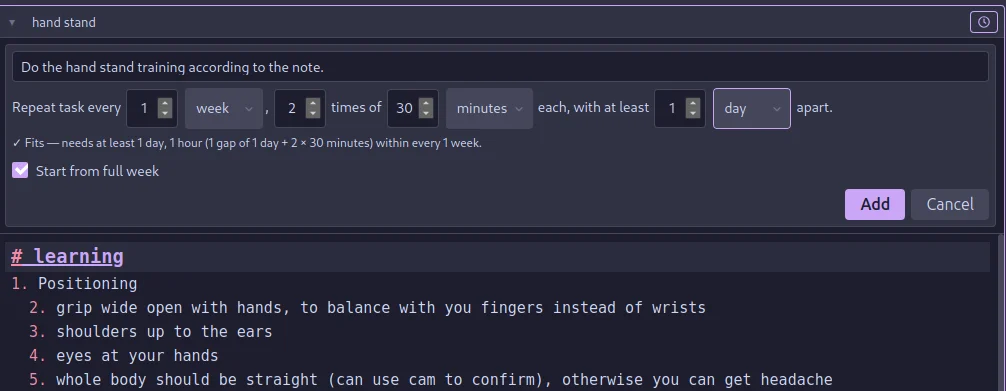 hand stand
Do the hand stand training according to the note.
Repeat task every 1 week , 2 times of 30 minutes each, with at least 1 day apart.
✓ Fits — needs at least 1 day, 1 hour (1 gap of 1 day + 2 × 30 minutes) within every 1 week.
Start from full week
Add Cancel
# learning
1. Positioning
2. grip wide open with hands, to balance with you fingers instead of wrists
3. shoulders up to the ears
4. eyes at your hands
5. whole body should be straight (can use cam to confirm), otherwise you can get headache